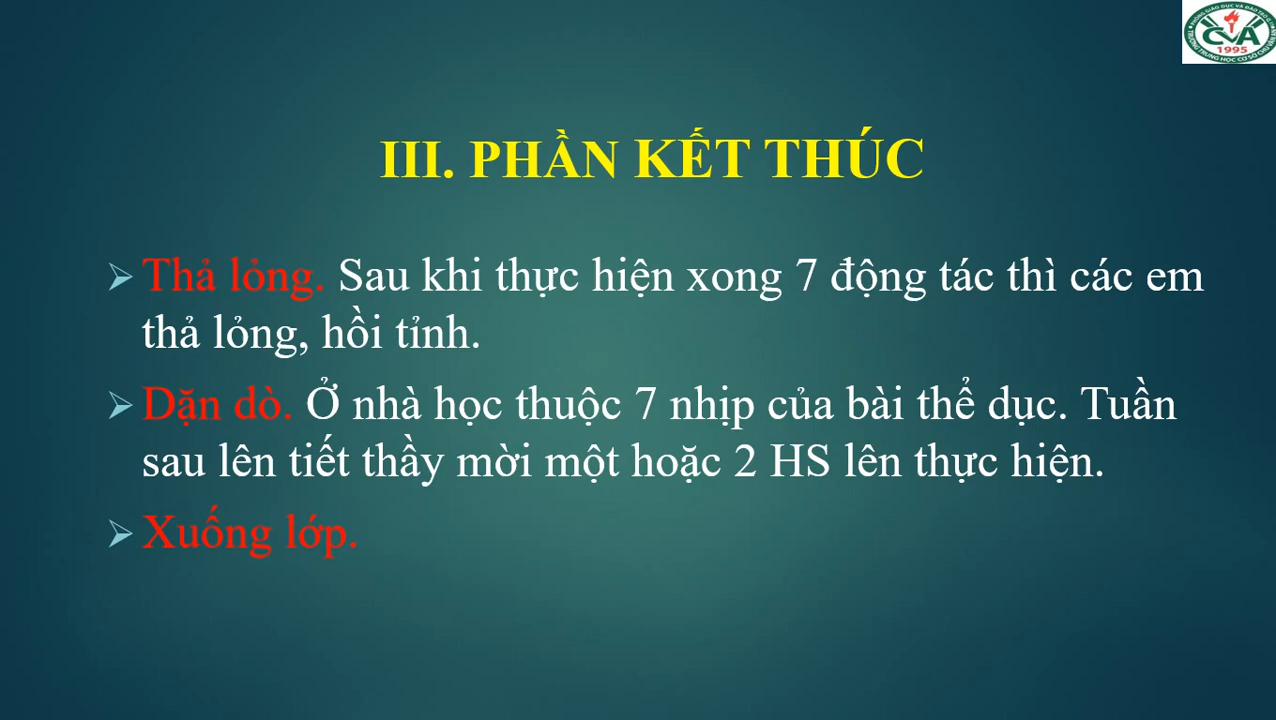 CVA
1995
III. PHẦN KẾT THÚC
Thả lỏng. Sau khi thực hiện xong 7 động tác thì các em
thả lỏng, hồi tỉnh.
Dặn dò. Ở nhà học thuộc 7 nhịp của bài thể dục. Tuần
sau lên tiết thầy mời một hoặc 2 HS lên thực hiện.
Xuống lớp.